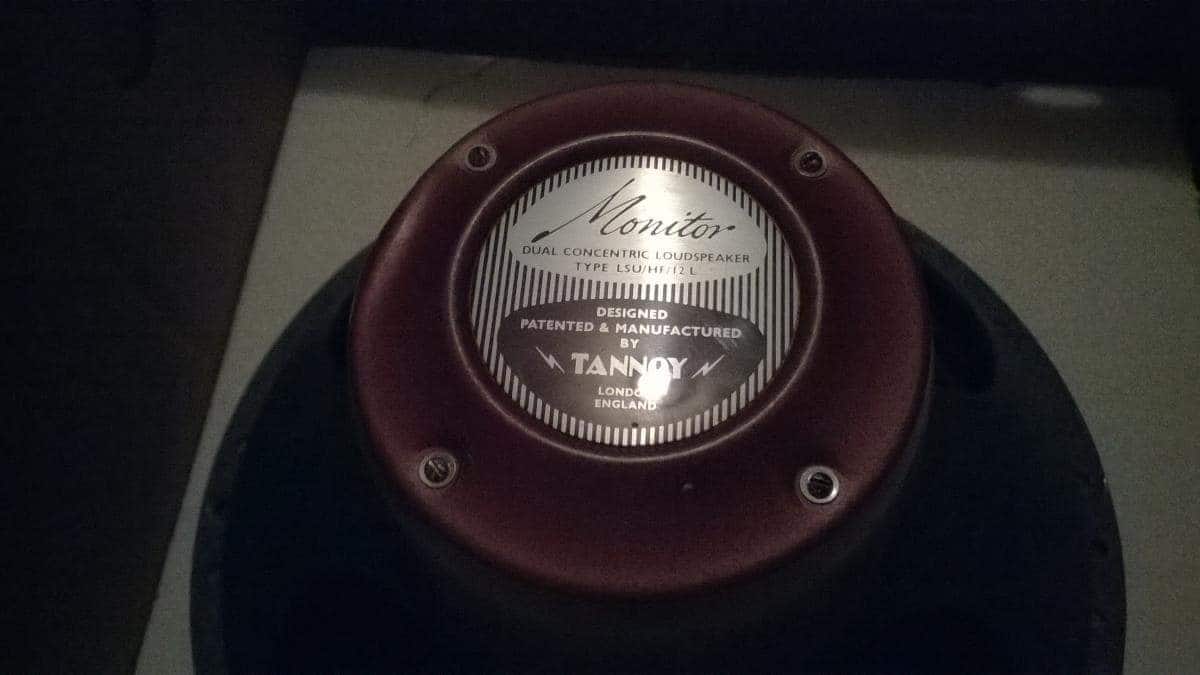 Monitor
DUAL CONCENTRIC LOUDSPEAKER
TYPE LSU/HF/12 L
DESIGNED
PATENTED & MANUFACTURED
BY
TANNOY
LONDON
ENGLAND